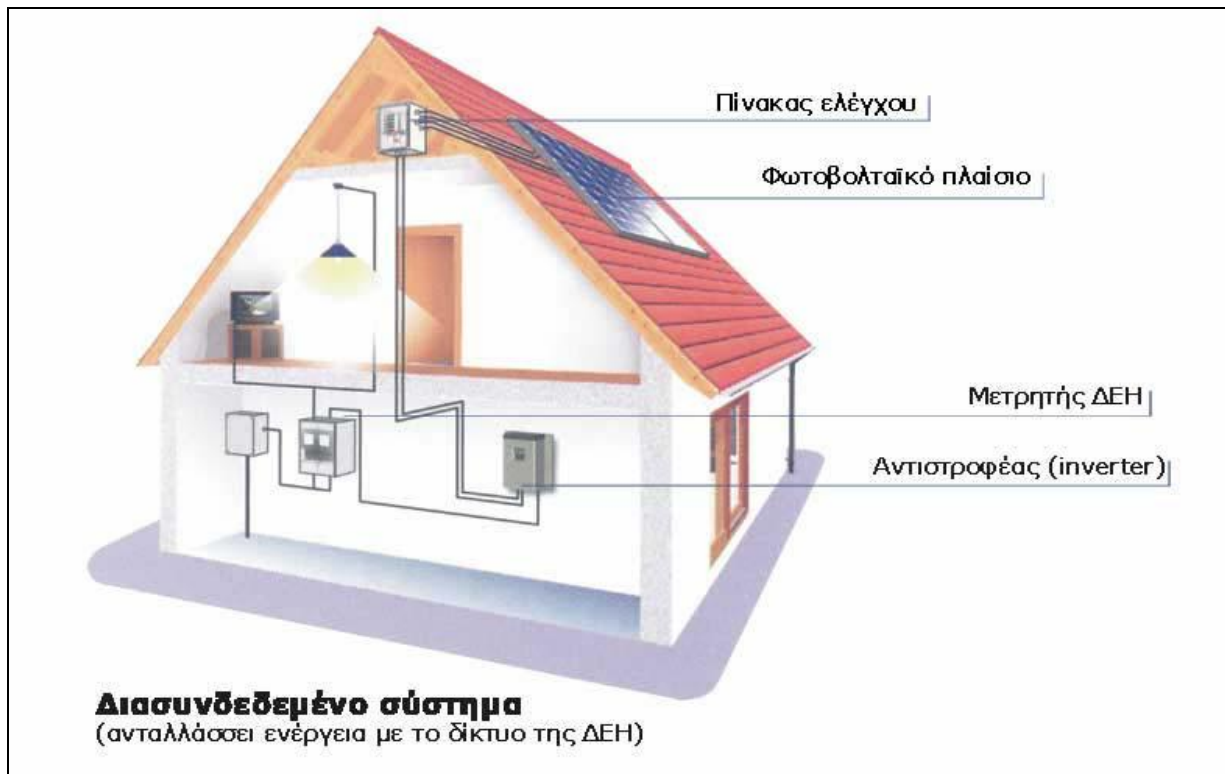 Πίνακας ελέγχου
Φωτοβολταϊκό πλαίσιο
Μετρητής ΔΕΗ
Αντιστροφέας (inverter)
Διασυνδεδεμένο σύστημα
(ανταλλάσσει ενέργεια με το δίκτυο της ΔΕΗ)